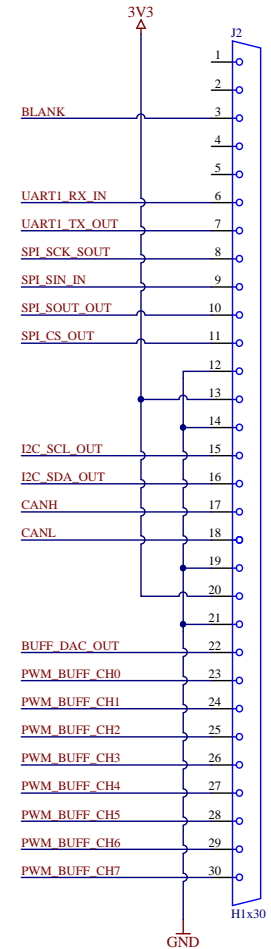 3V3
J2
1
2
BLANK 3
4
5
UART1_RX_IN 6
UART1_TX_OUT 7
SPI_SCK_SOUT 8
SPI_SIN_IN 9
SPI_SOUT_OUT 10
SPI_CS_OUT 11
12
13
14
I2C_SCL_OUT 15
I2C_SDA_OUT 16
CANH 17
CANL 18
19
20
21
BUFF_DAC_OUT 22
PWM_BUFF_CH0 23
PWM_BUFF_CH1 24
PWM_BUFF_CH2 25
PWM_BUFF_CH3 26
PWM_BUFF_CH4 27
PWM_BUFF_CH5 28
PWM_BUFF_CH6 29
PWM_BUFF_CH7 30
H1x30
GND